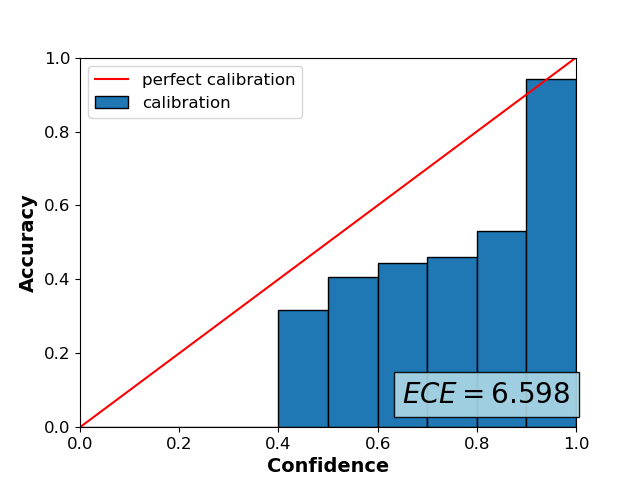 perfect calibration
calibration
Accuracy
1.0
0.8
0.6
0.4
0.2
0.0
ECE = 6.598
0.0 0.2 0.4 0.6 0.8 1.0
Confidence